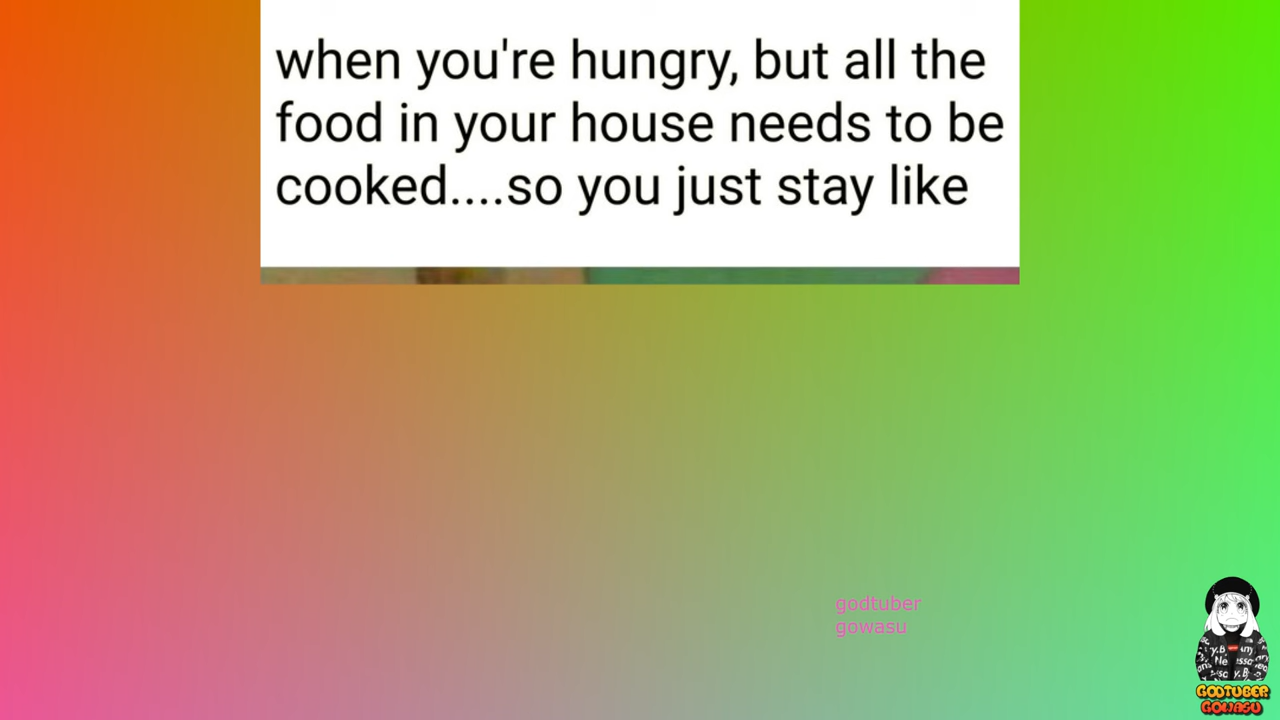 when you're hungry, but all the
food in your house needs to be
cooked....so you just stay like
godtuber
gowasu
GODTUBER
GOWASU